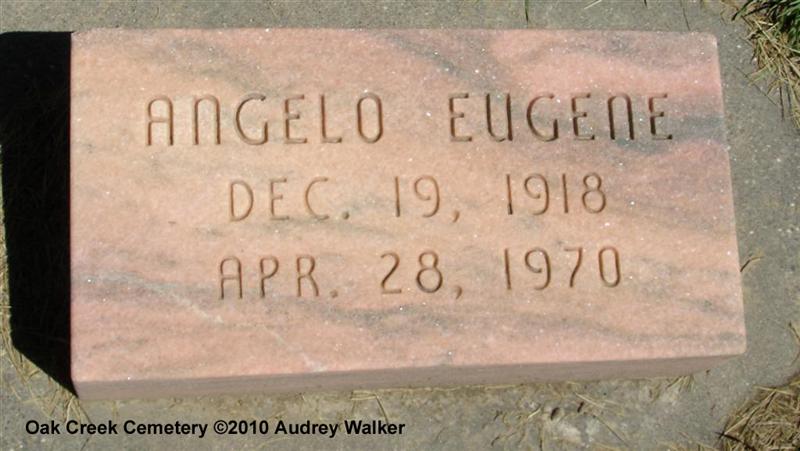 ANGELO EUGENE
DEC. 19, 1918
APR. 28, 1970
Oak Creek Cemetery ©2010 Audrey Walker